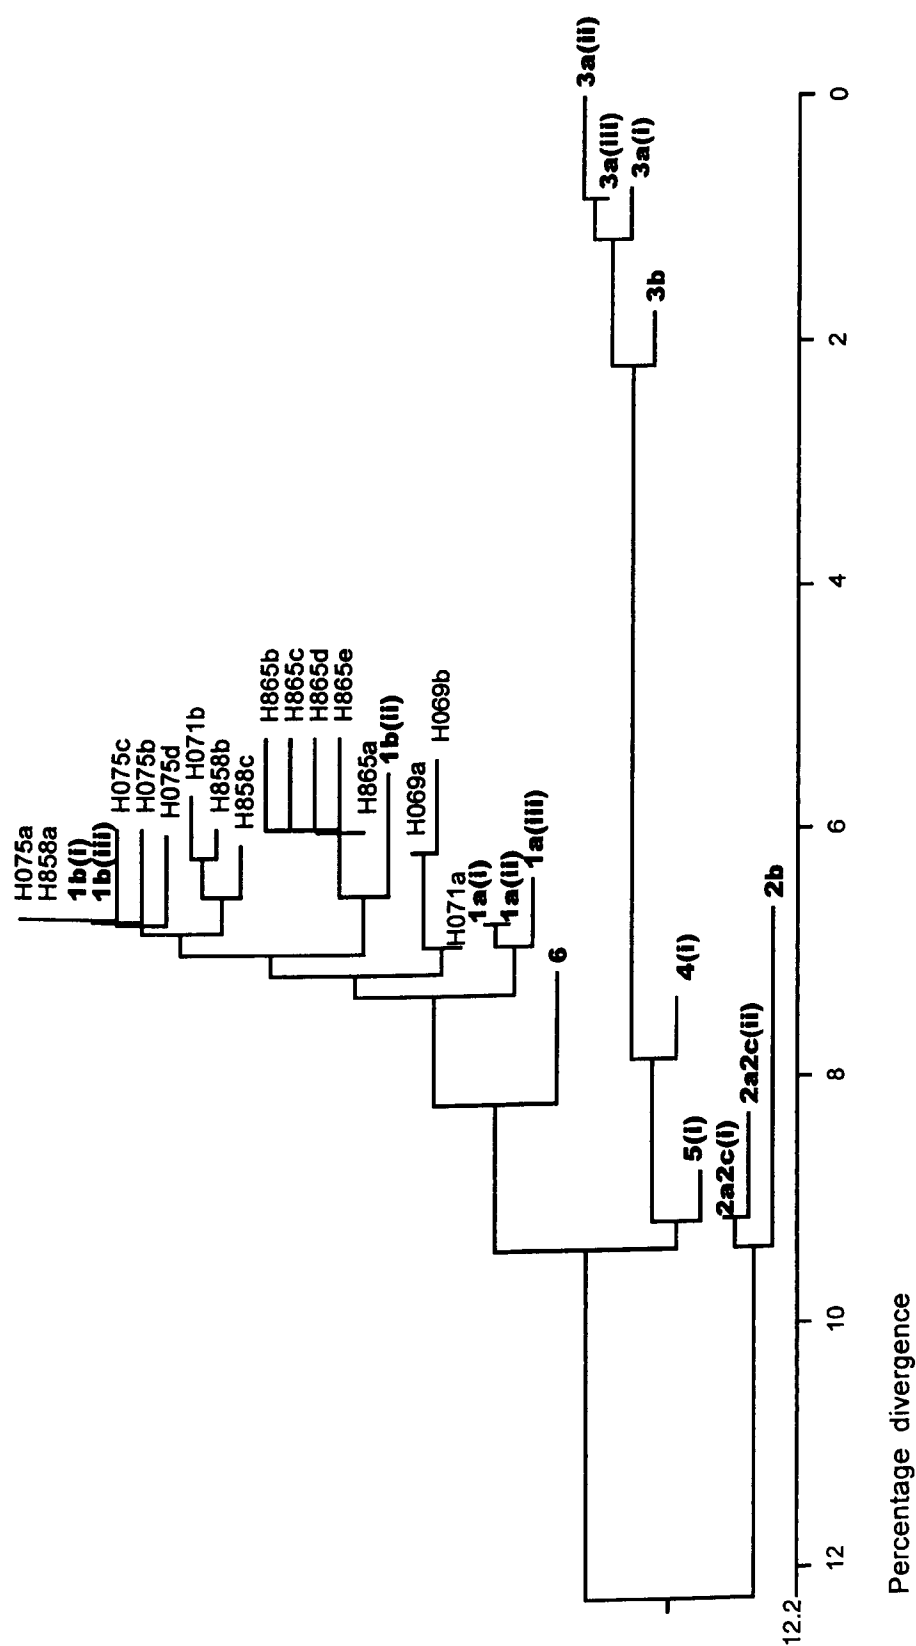 H075a
H858a
1b(i)
1b(iii)
H075c
H075b
H075d
H071b
H858b
H858c
H865b
H865c
H865d
H865e
H865a
1b(ii)
H069a
H069b
H071a
1a(i)
1a(ii)
1a(iii)
6
3a(ii)
3a(iii)
3a(i)
3b
4(i)
5(i)
2a2c(i)
2a2c(ii)
2b
12.2
12
10
8
6
4
2
0
Percentage divergence